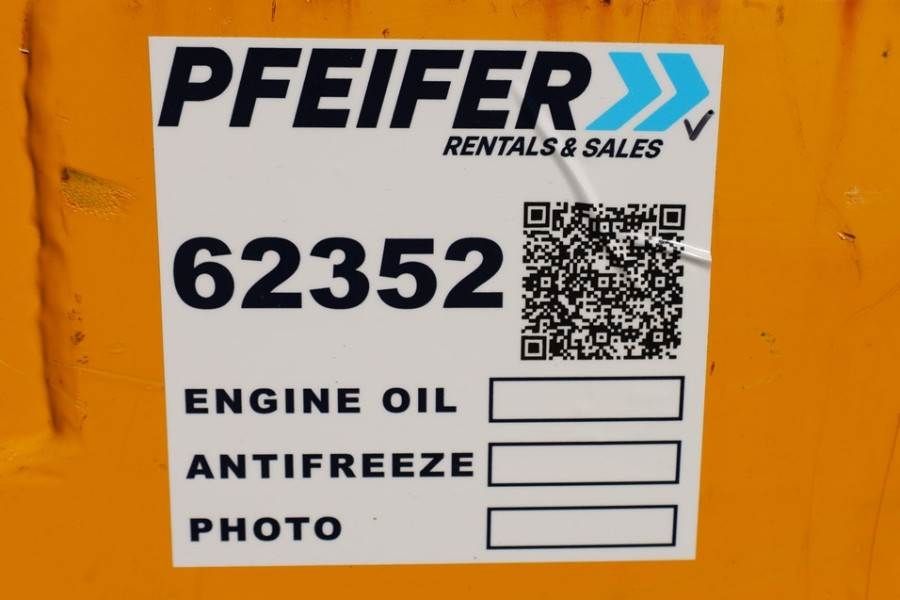 PFEIFER
RENTALS & SALES
62352
ENGINE OIL
ANTIFREEZE
PHOTO